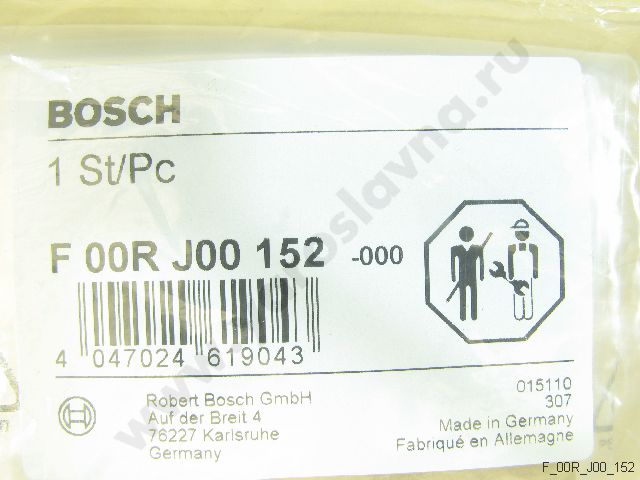 BOSCH
1 St/Pc
F 00R J00 152 -000
4 047024 619043
Robert Bosch GmbH
Auf der Breit 4
76227 Karlsruhe
Germany
015110
307
Made in Germany
Fabriqué en Allemagne
F_00R_J00_152